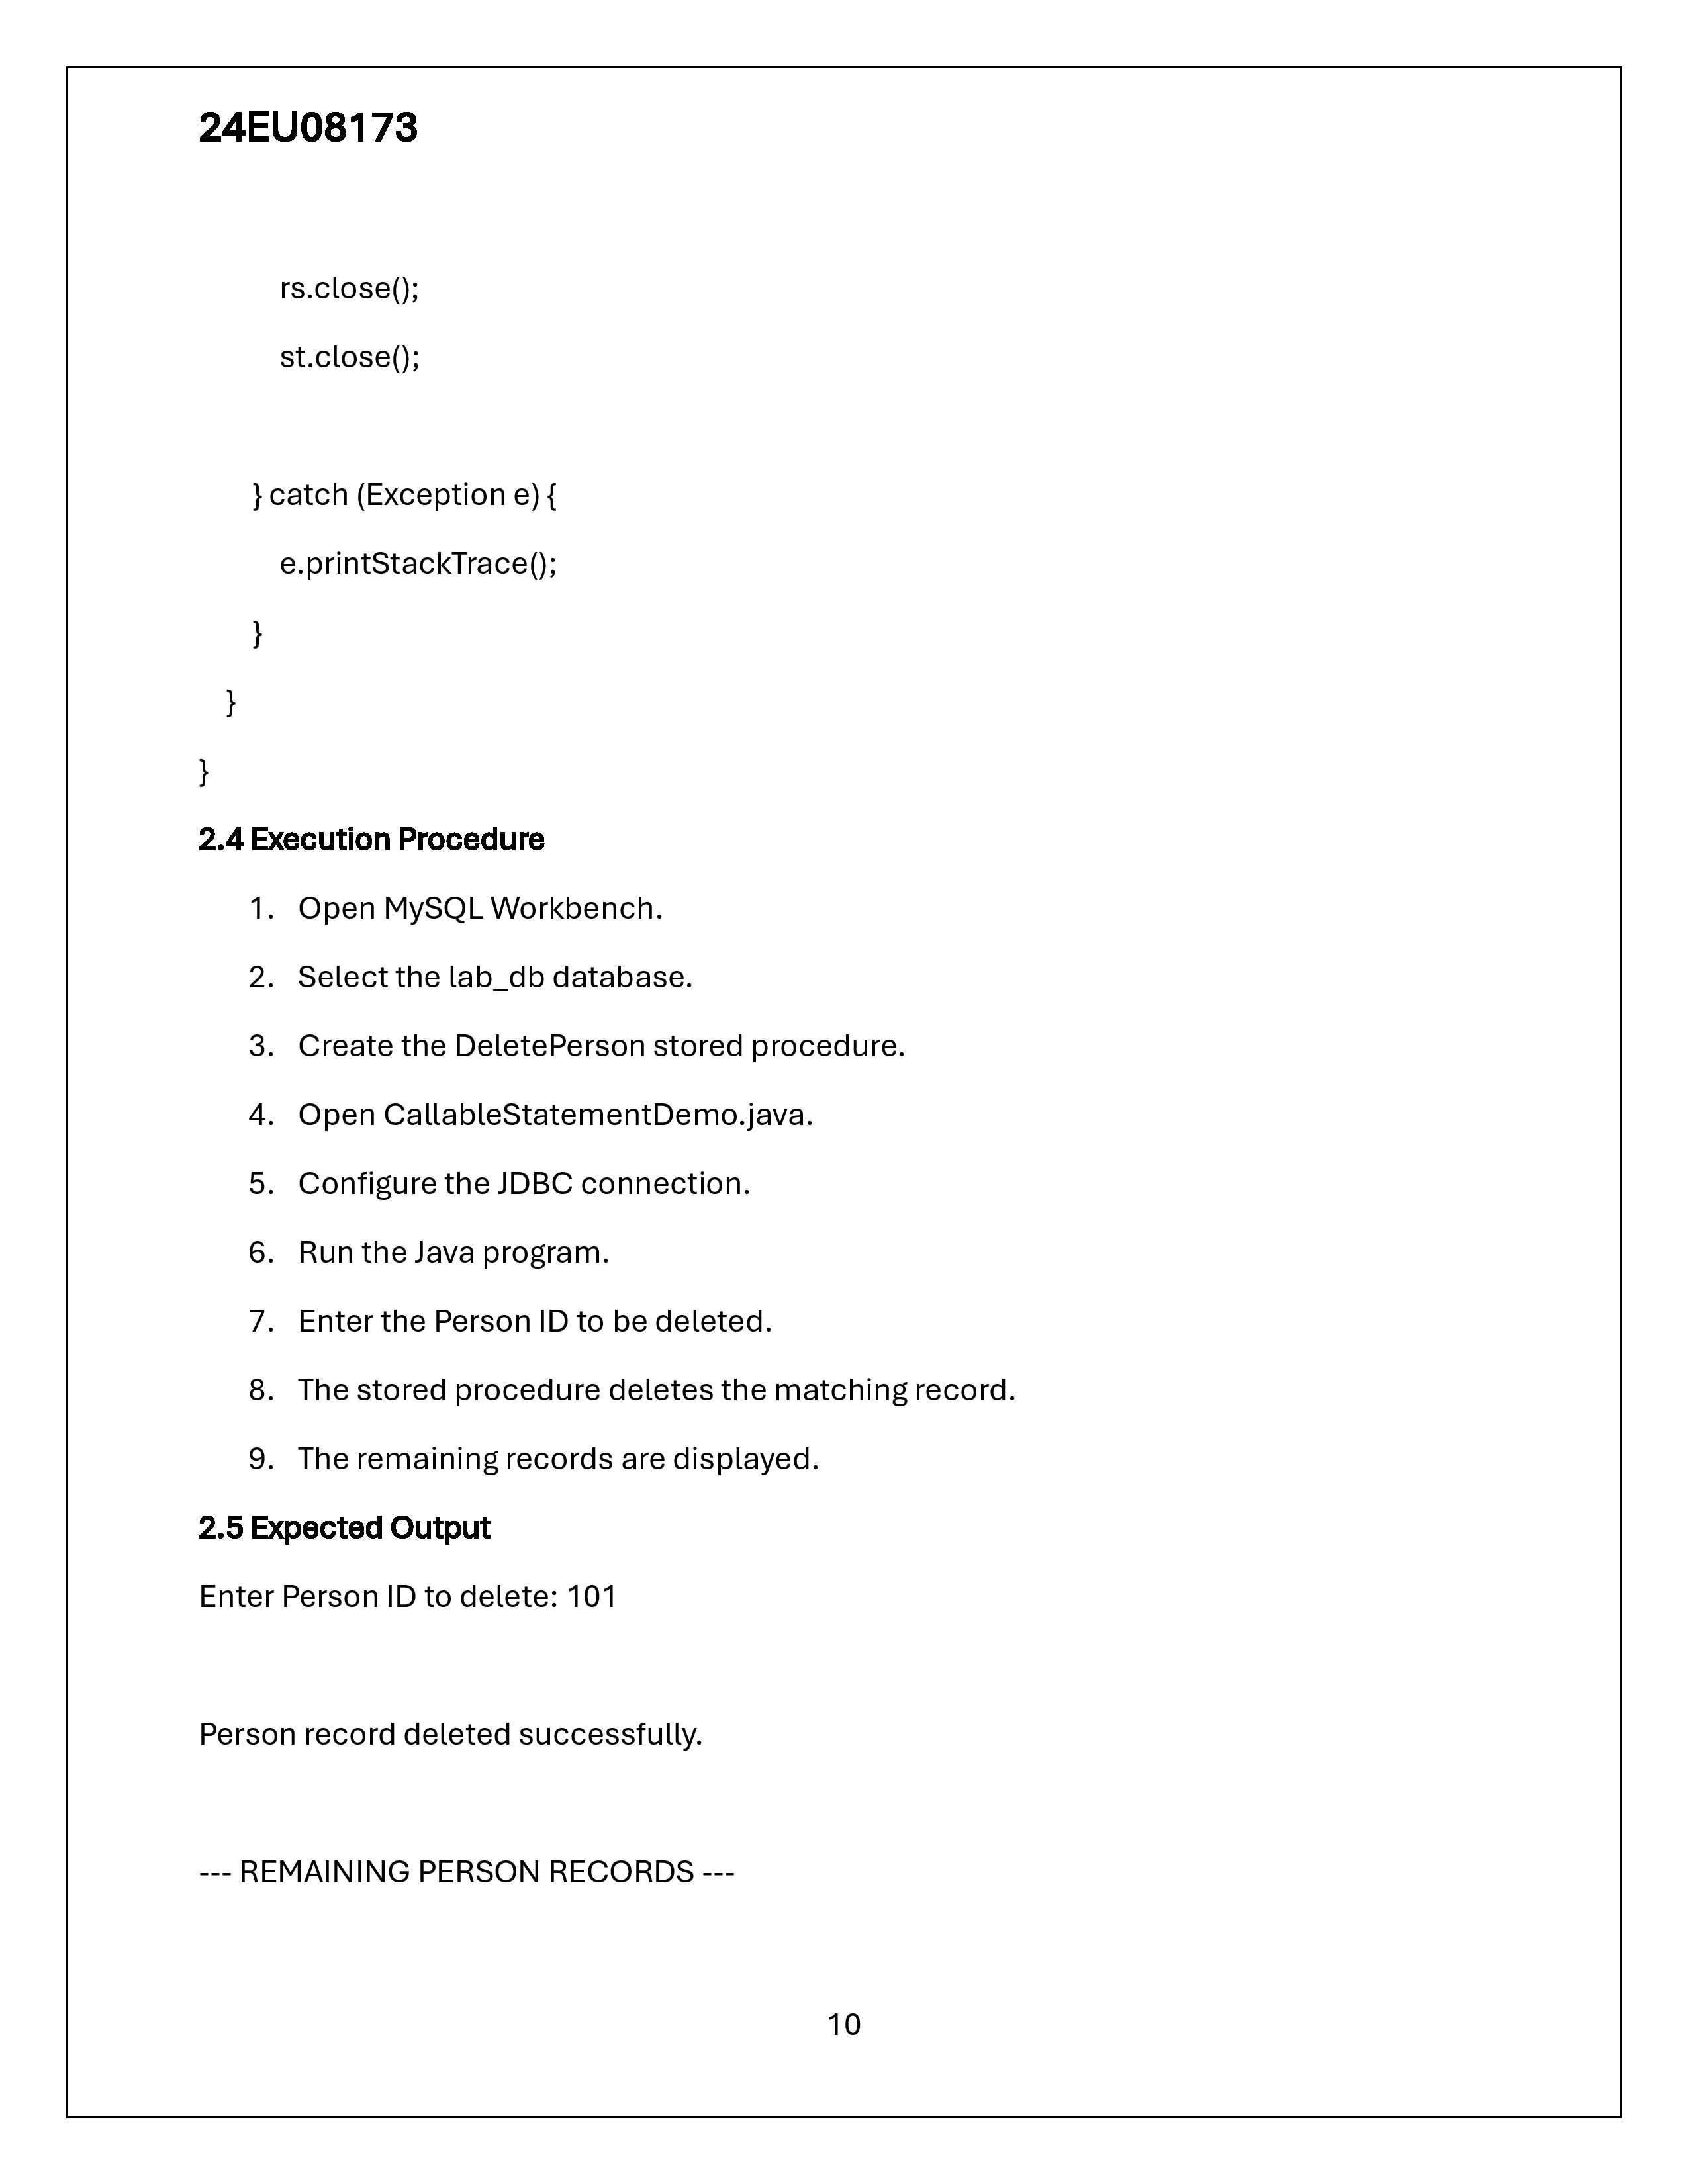 24EU08173
rs.close();
st.close();
} catch (Exception e) {
e.printStackTrace();
}
}
}
2.4 Execution Procedure
1. Open MySQL Workbench.
2. Select the lab_db database.
3. Create the DeletePerson stored procedure.
4. Open CallableStatementDemo.java.
5. Configure the JDBC connection.
6. Run the Java program.
7. Enter the Person ID to be deleted.
8. The stored procedure deletes the matching record.
9. The remaining records are displayed.
2.5 Expected Output
Enter Person ID to delete: 101
Person record deleted successfully.
--- REMAINING PERSON RECORDS ---
10